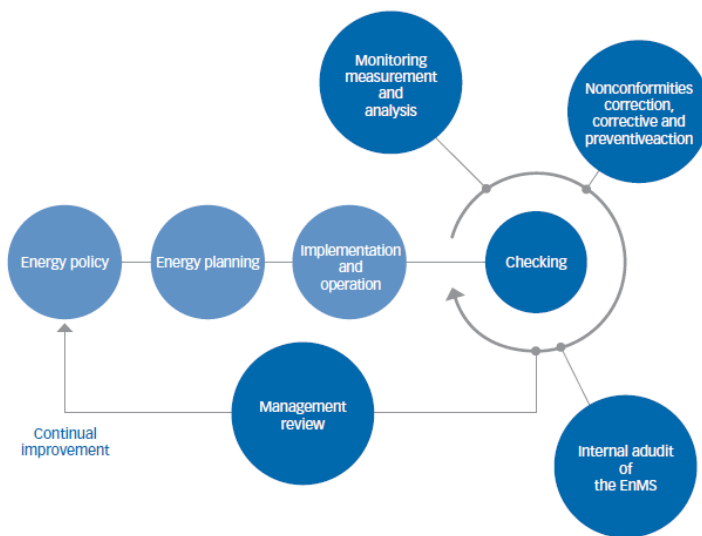 Monitoring
measurement
and
analysis
Nonconformities
correction,
corrective and
preventiveaction
Energy policy
Energy planning
Implementation
and
operation
Checking
Management
review
Continual
improvement
Internal adudit
of
the EnMS